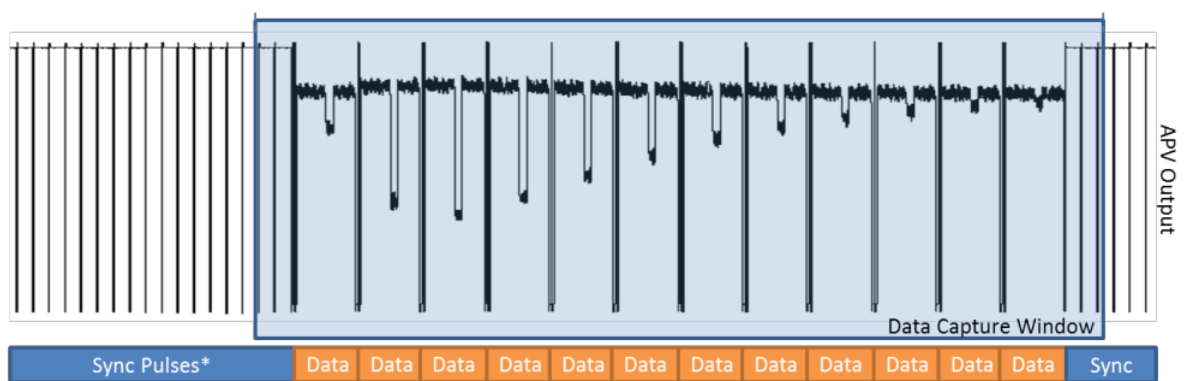 APV Output
Data Capture Window
Sync Pulses* Data Data Data Data Data Data Data Data Data Data Data Data Sync